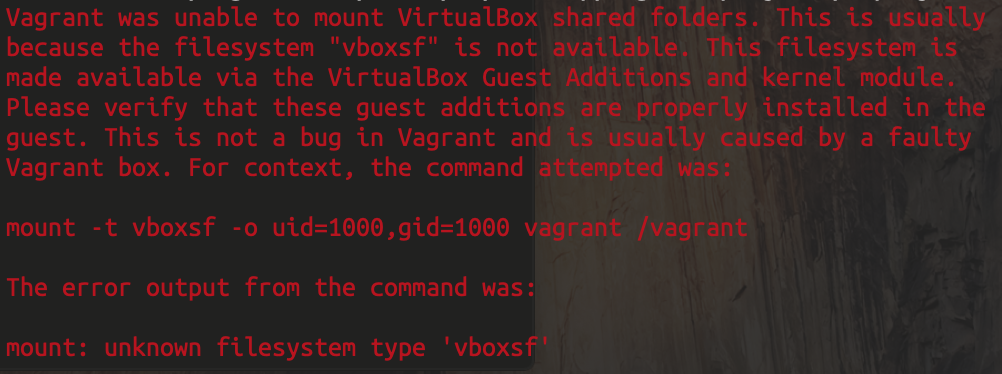 Vagrant was unable to mount VirtualBox shared folders. This is usually
because the filesystem "vboxsf" is not available. This filesystem is
made available via the VirtualBox Guest Additions and kernel module.
Please verify that these guest additions are properly installed in the
guest. This is not a bug in Vagrant and is usually caused by a faulty
Vagrant box. For context, the command attempted was:
mount -t vboxsf -o uid=1000,gid=1000 vagrant /vagrant
The error output from the command was:
mount: unknown filesystem type 'vboxsf'